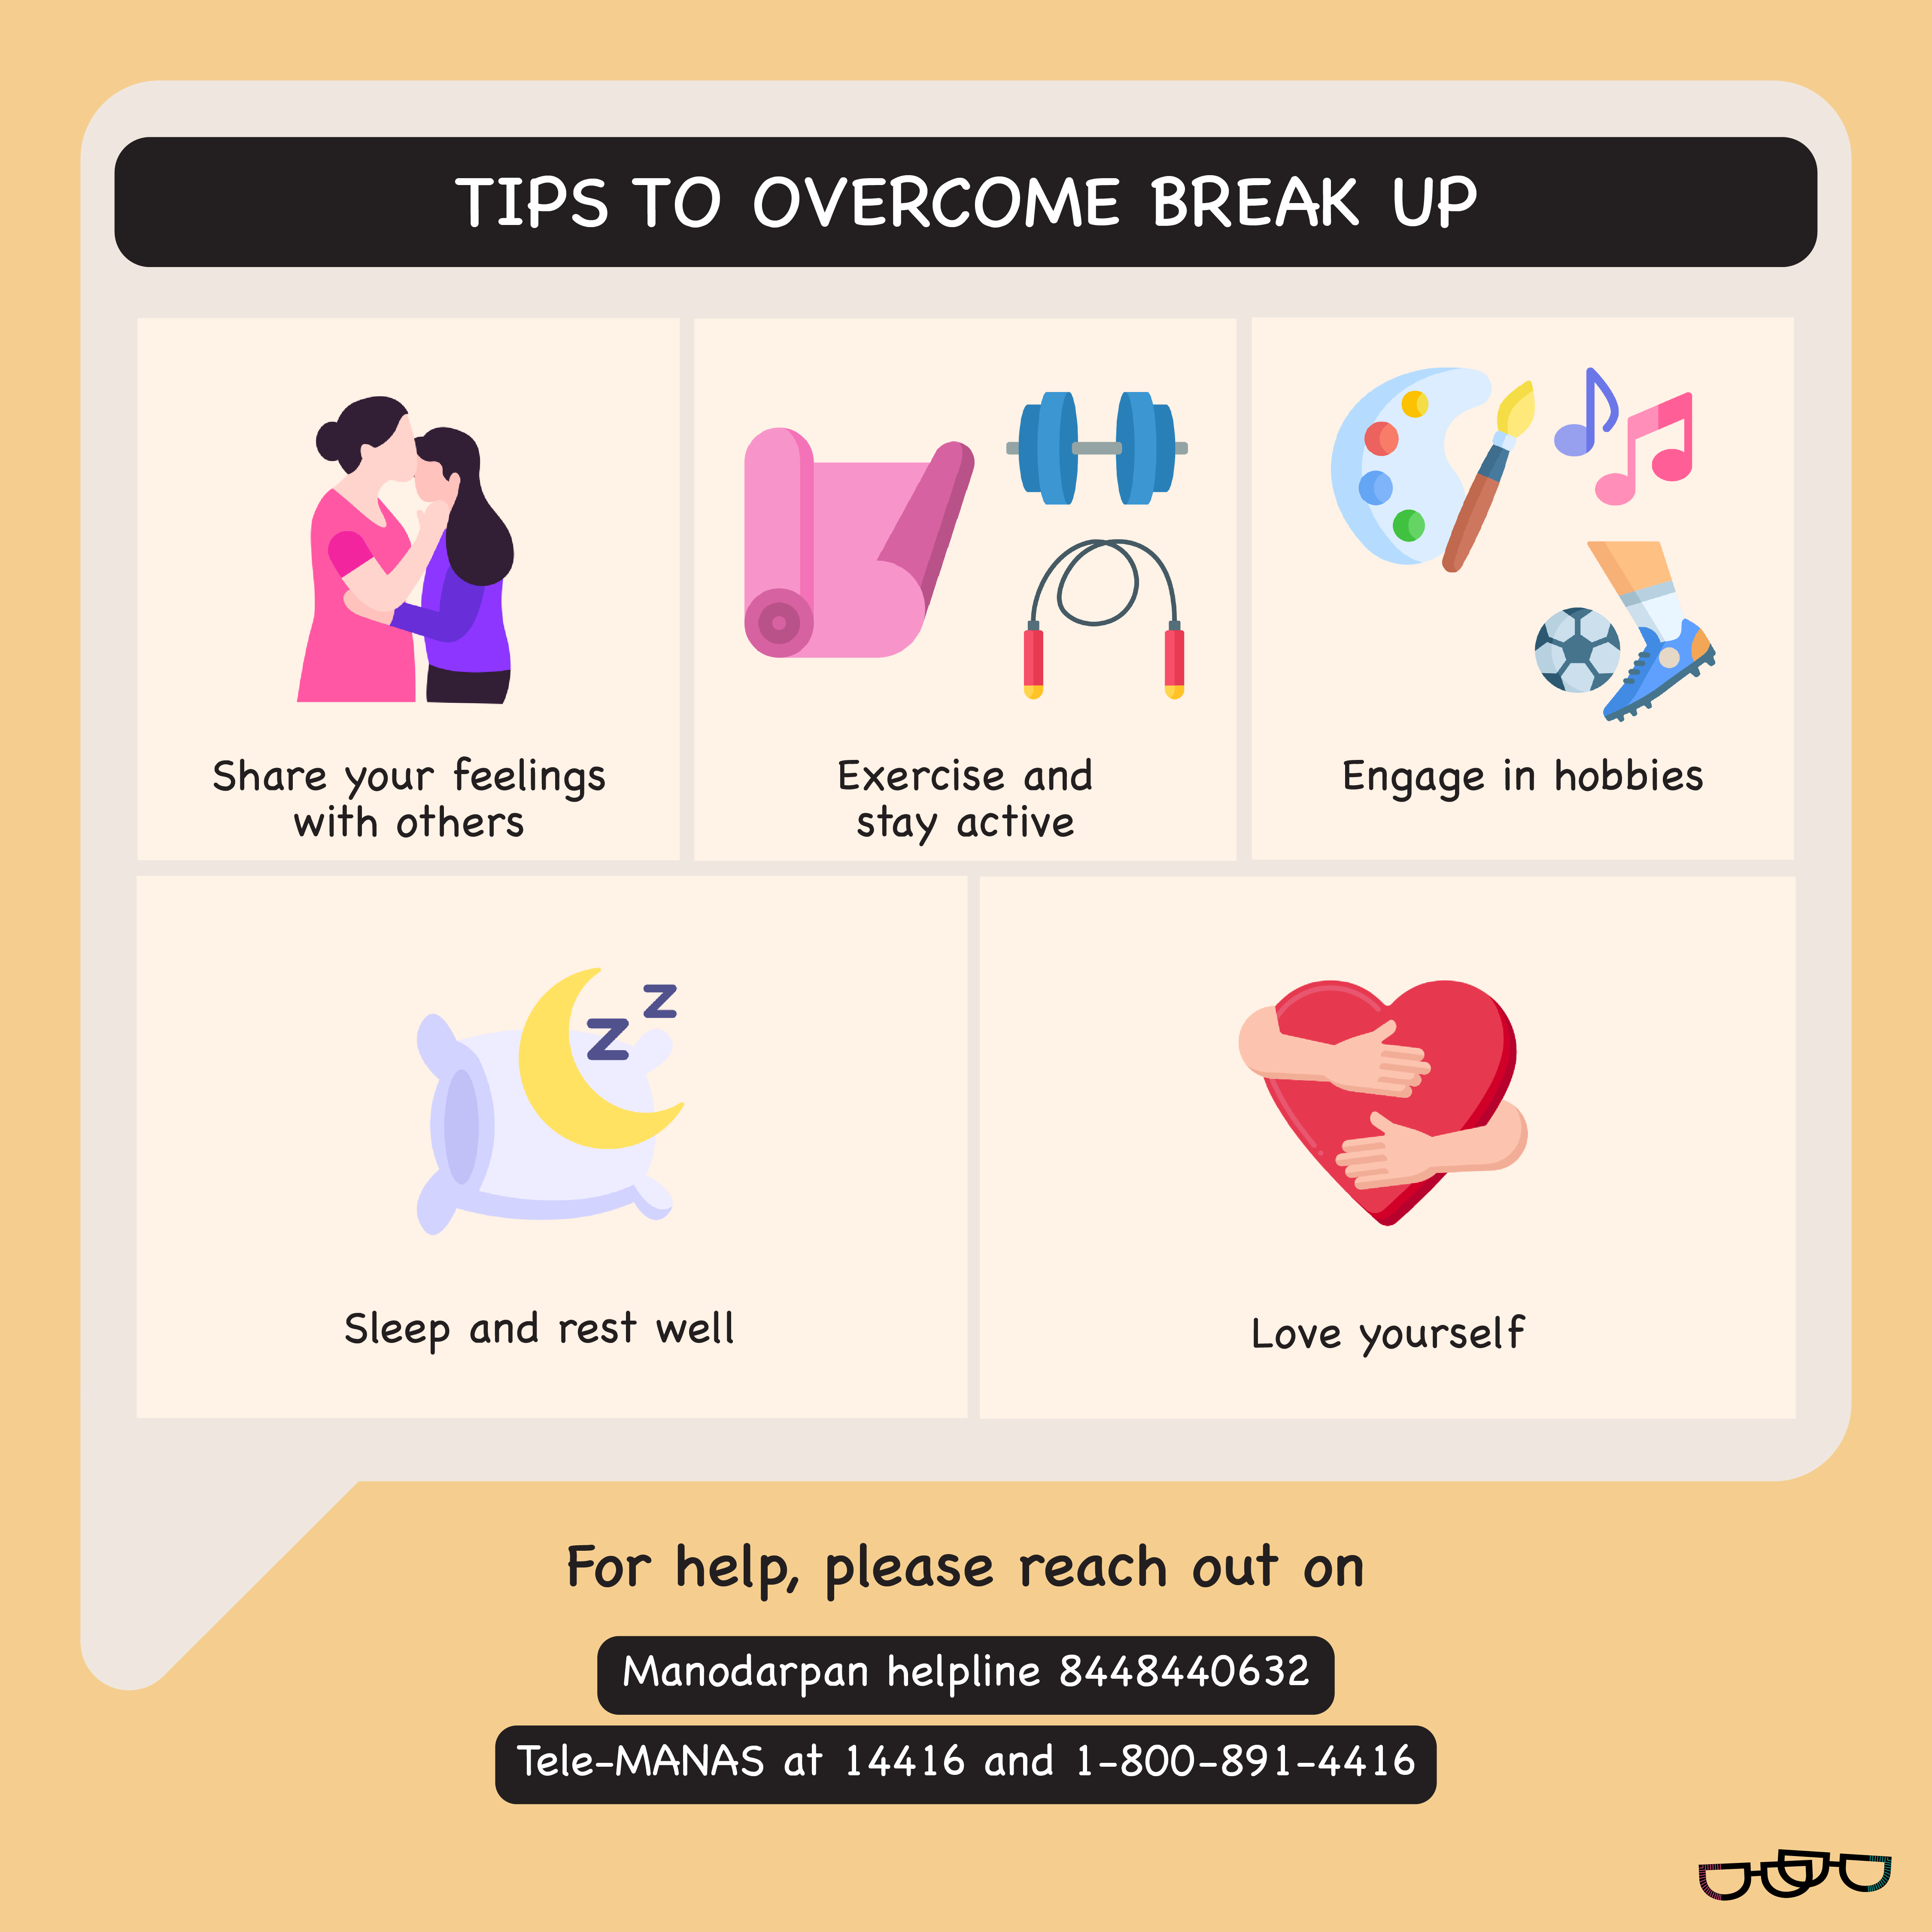 TIPS TO OVERCOME BREAK UP
Share your feelings
with others
Exercise and
stay active
Engage in hobbies
z
z
Sleep and rest well
Love yourself
For help, please reach out on
Manodarpan helpline 8448440632
Tele-MANAS at 14416 and 1-800-891-4416